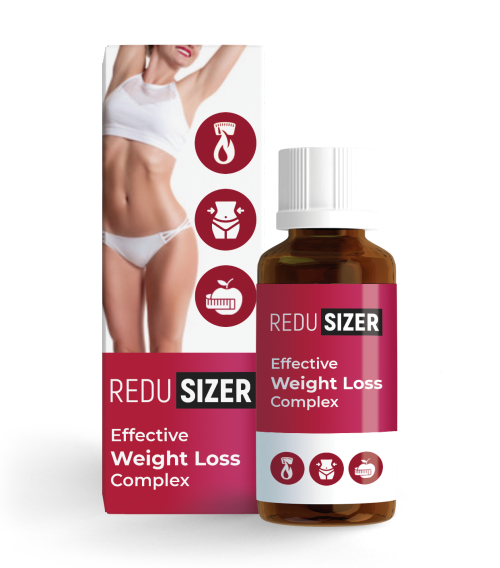 REDU SIZER
Effective
Weight Loss
Complex
REDU SIZER
Effective
Weight Loss
Complex